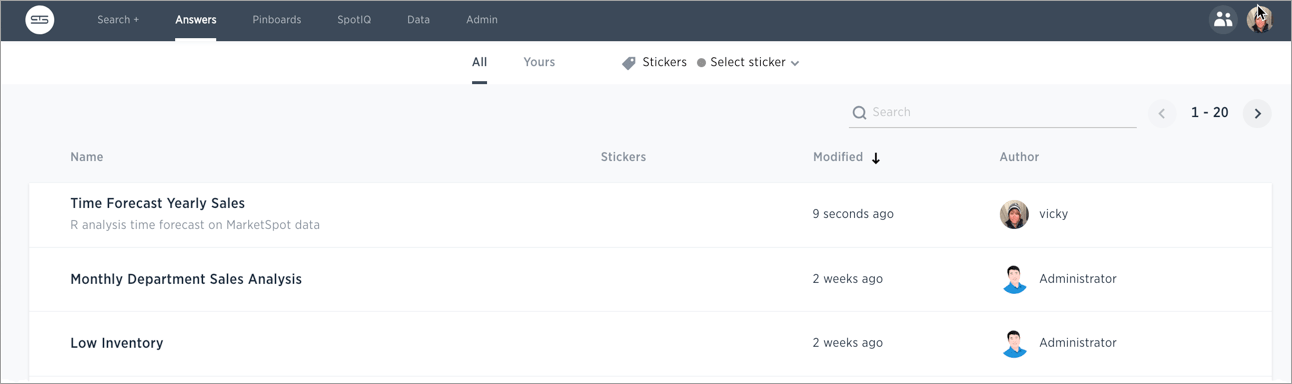 Search + Answers Pinboards SpotIQ Data Admin
All Yours Stickers Select sticker
Search 1 - 20
Name Stickers Modified Author
Time Forecast Yearly Sales
R analysis time forecast on MarketSpot data
9 seconds ago vicky
Monthly Department Sales Analysis 2 weeks ago Administrator
Low Inventory 2 weeks ago Administrator